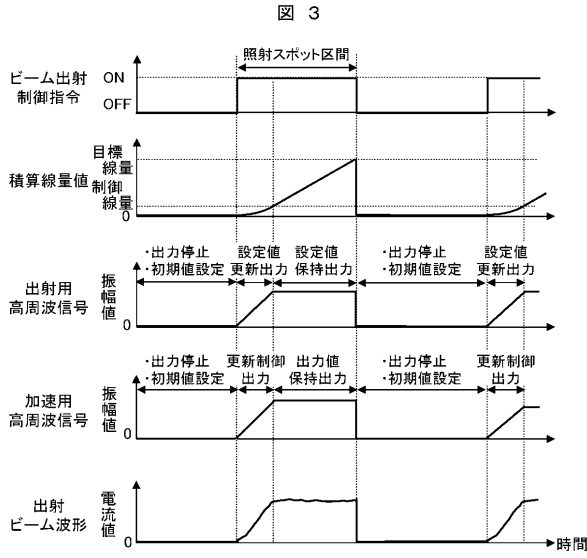 図 3
照射スポット区間
ビーム出射
制御指令
ON
OFF
積算線量値
目標
線量
制御
線量
0
出射用
高周波信号
振幅値
0
・出力停止
・初期値設定
設定値
更新出力
設定値
保持出力
・出力停止
・初期値設定
設定値
更新出力
加速用
高周波信号
振幅値
0
・出力停止
・初期値設定
更新制御
出力
出力値
保持出力
・出力停止
・初期値設定
更新制御
出力
出射
ビーム波形
電流値
0
時間